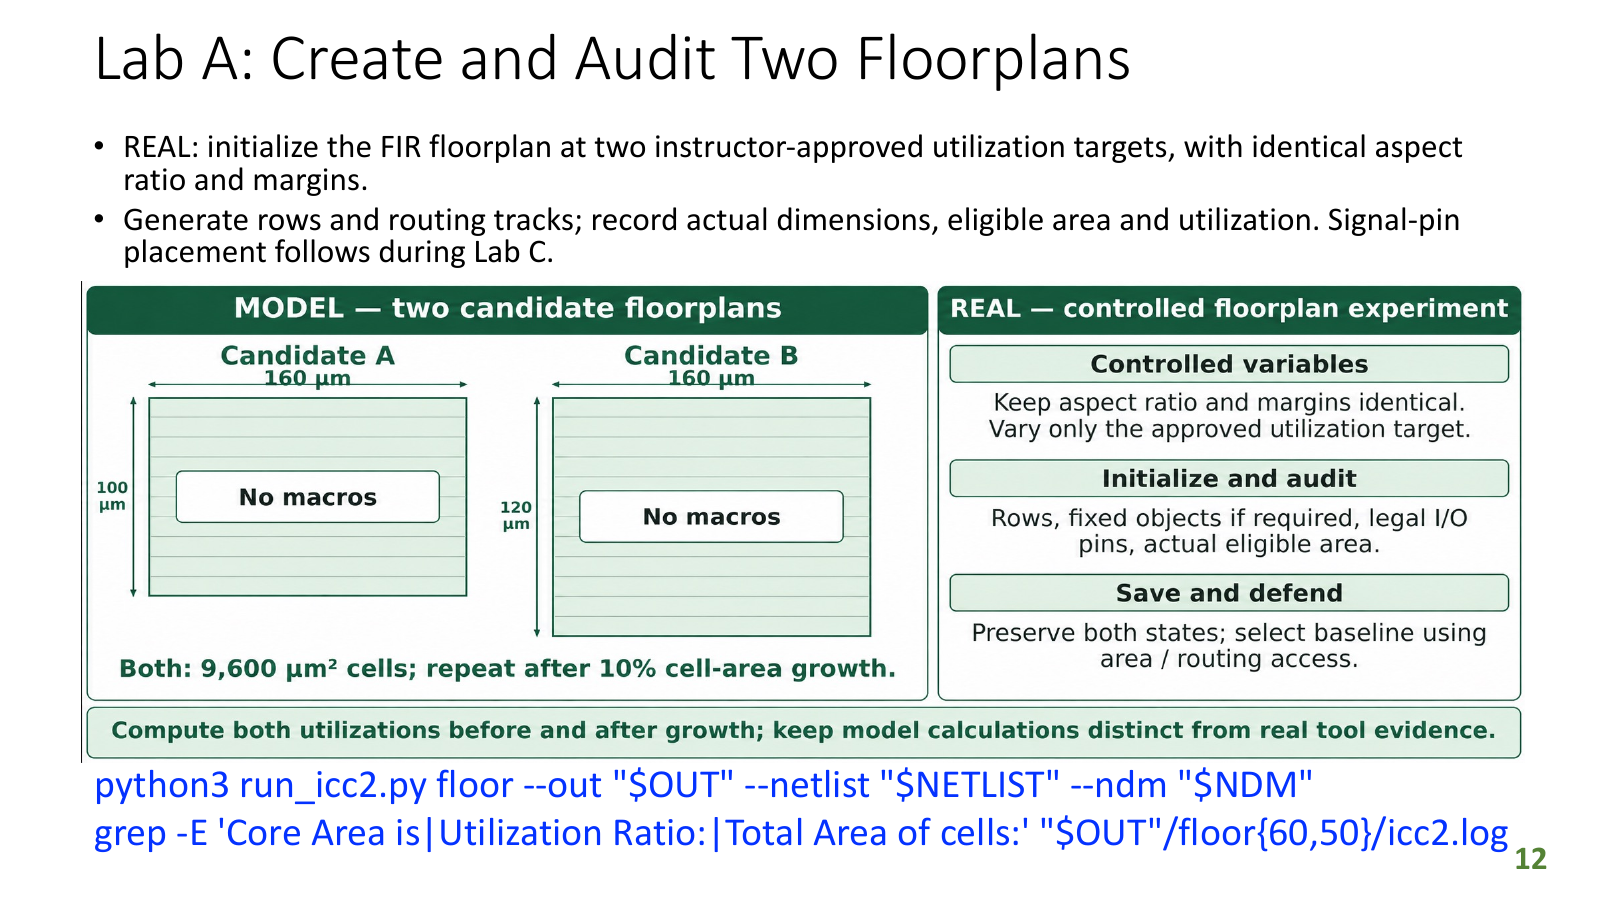 Lab A: Create and Audit Two Floorplans
• REAL: initialize the FIR floorplan at two instructor-approved utilization targets, with identical aspect
ratio and margins.
• Generate rows and routing tracks; record actual dimensions, eligible area and utilization. Signal-pin
placement follows during Lab C.
MODEL — two candidate floorplans
Candidate A
160 µm
100
µm
No macros
Candidate B
160 µm
120
µm
No macros
Both: 9,600 µm² cells; repeat after 10% cell-area growth.
REAL — controlled floorplan experiment
Controlled variables
Keep aspect ratio and margins identical.
Vary only the approved utilization target.
Initialize and audit
Rows, fixed objects if required, legal I/O
pins, actual eligible area.
Save and defend
Preserve both states; select baseline using
area / routing access.
Compute both utilizations before and after growth; keep model calculations distinct from real tool evidence.
python3 run_icc2.py floor --out "$OUT" --netlist "$NETLIST" --ndm "$NDM"
grep -E 'Core Area is|Utilization Ratio:|Total Area of cells:' "$OUT"/floor{60,50}/icc2.log
12